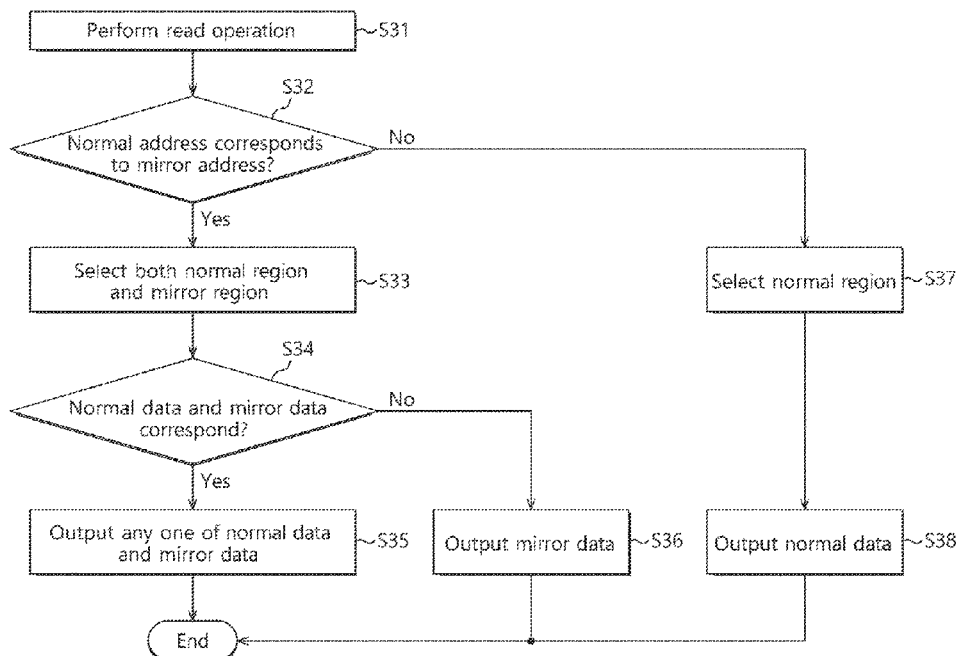 Perform read operation
S31
S32
Normal address corresponds
to mirror address?
No
Yes
Select both normal region
and mirror region
S33
Select normal region
S37
S34
Normal data and mirror data
correspond?
No
Yes
Output any one of normal data
and mirror data
S35
Output mirror data
S36
Output normal data
S38
End